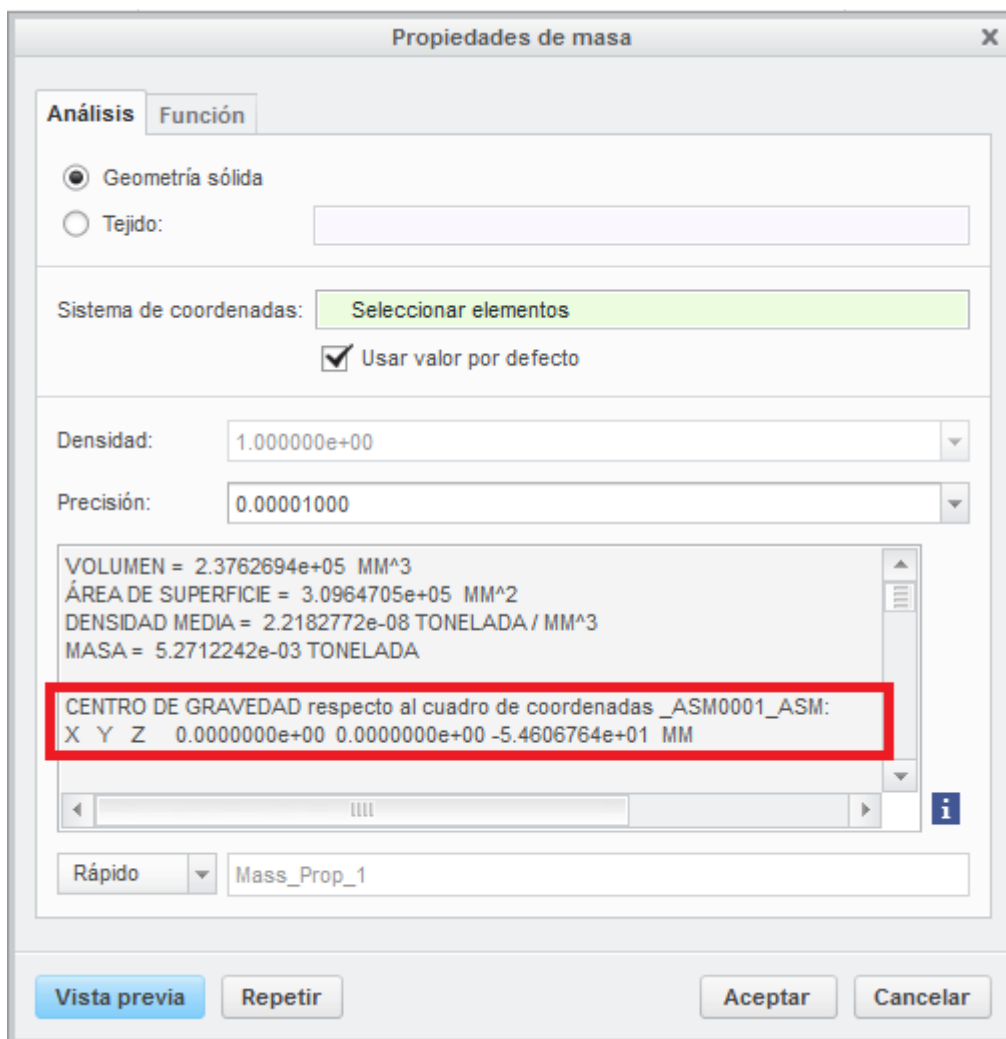 Propiedades de masa
Análisis Función
Geometría sólida
Tejido:
Sistema de coordenadas: Seleccionar elementos
Usar valor por defecto
Densidad: 1.000000e+00
Precisión: 0.00001000
VOLUMEN = 2.3762694e+05 MM^3
ÁREA DE SUPERFICIE = 3.0964705e+05 MM^2
DENSIDAD MEDIA = 2.2182772e-08 TONELADA / MM^3
MASA = 5.2712242e-03 TONELADA
CENTRO DE GRAVEDAD respecto al cuadro de coordenadas _ASM0001_ASM:
X Y Z 0.0000000e+00 0.0000000e+00 -5.4606764e+01 MM
Rápido Mass_Prop_1
Vista previa Repetir Aceptar Cancelar